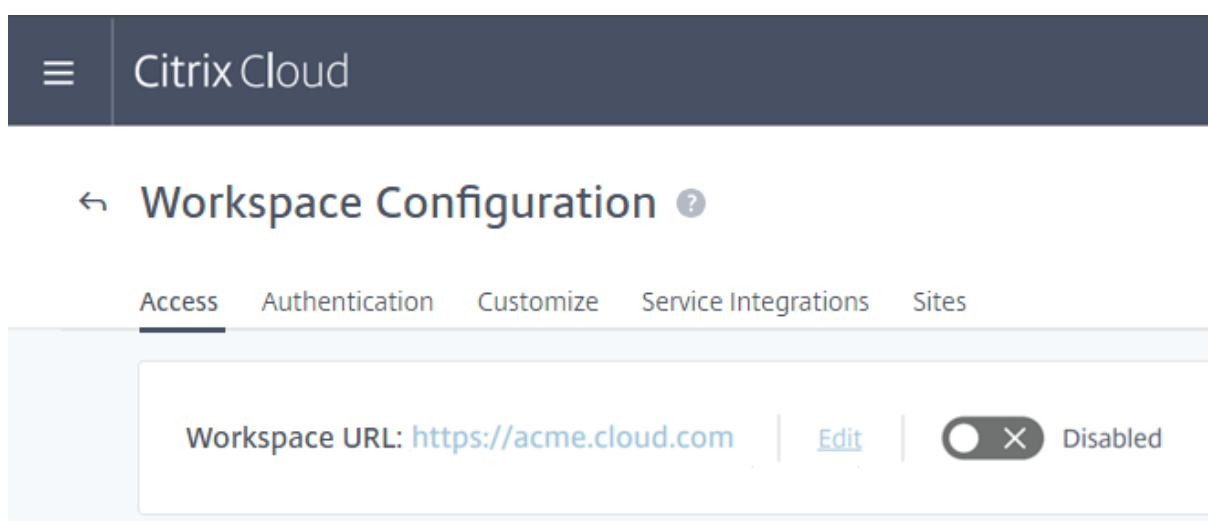 Citrix Cloud
Workspace Configuration ?
Access Authentication Customize Service Integrations Sites
Workspace URL: https://acme.cloud.com Edit Disabled